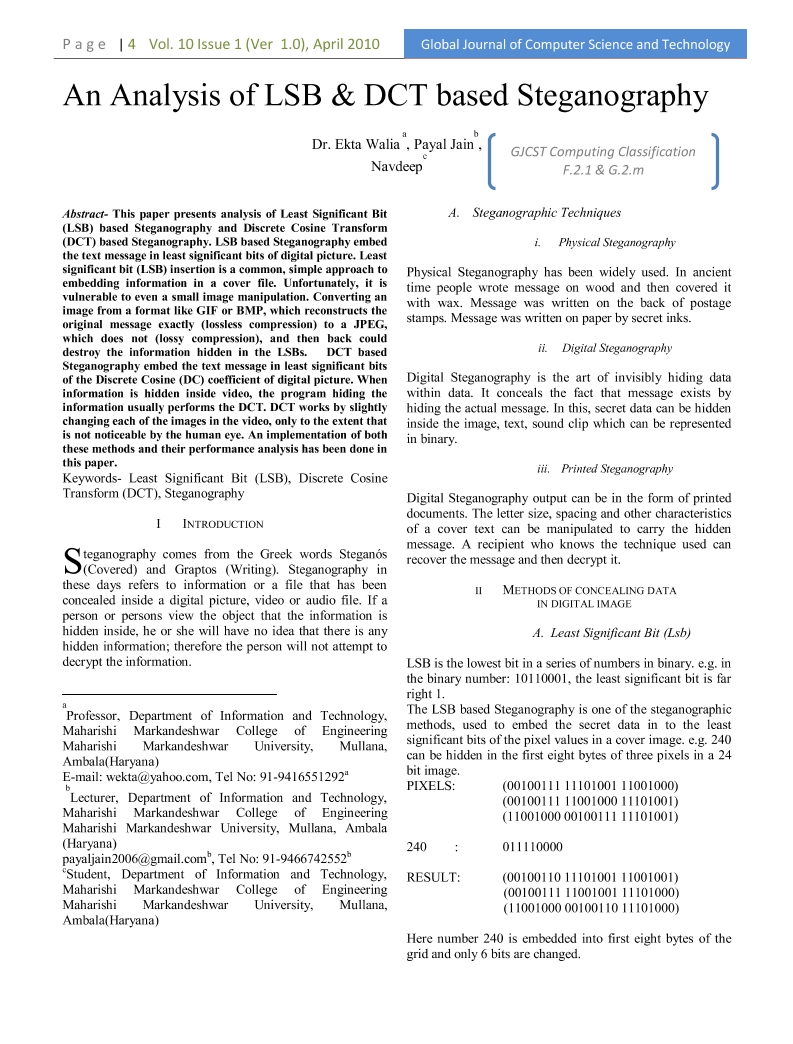 P a g e | 4 Vol. 10 Issue 1 (Ver 1.0), April 2010
Global Journal of Computer Science and Technology
An Analysis of LSB & DCT based Steganography
Dr. Ekta Walia a, Payal Jain b,
Navdeep c
GJCST Computing Classification
F.2.1 & G.2.m
Abstract- This paper presents analysis of Least Significant Bit
(LSB) based Steganography and Discrete Cosine Transform
(DCT) based Steganography. LSB based Steganography embed
the text message in least significant bits of digital picture. Least
significant bit (LSB) insertion is a common, simple approach to
embedding information in a cover file. Unfortunately, it is
vulnerable to even a small image manipulation. Converting an
image from a format like GIF or BMP, which reconstructs the
original message exactly (lossless compression) to a JPEG,
which does not (lossy compression), and then back could
destroy the information hidden in the LSBs. DCT based
Steganography embed the text message in least significant bits
of the Discrete Cosine (DC) coefficient of digital picture. When
information is hidden inside video, the program hiding the
information usually performs the DCT. DCT works by slightly
changing each of the images in the video, only to the extent that
is not noticeable by the human eye. An implementation of both
these methods and their performance analysis has been done in
this paper.
Keywords- Least Significant Bit (LSB), Discrete Cosine
Transform (DCT), Steganography
I INTRODUCTION
Steganography comes from the Greek words Steganós
(Covered) and Graptos (Writing). Steganography in
these days refers to information or a file that has been
concealed inside a digital picture, video or audio file. If a
person or persons view the object that the information is
hidden inside, he or she will have no idea that there is any
hidden information; therefore the person will not attempt to
decrypt the information.
a
Professor, Department of Information and Technology,
Maharishi Markandeshwar College of Engineering
Maharishi Markandeshwar University, Mullana,
Ambala(Haryana)
E-mail: wekta@yahoo.com, Tel No: 91-9416551292a
b
Lecturer, Department of Information and Technology,
Maharishi Markandeshwar College of Engineering
Maharishi Markandeshwar University, Mullana, Ambala
(Haryana)
payaljain2006@gmail.comb, Tel No: 91-9466742552b
cStudent, Department of Information and Technology,
Maharishi Markandeshwar College of Engineering
Maharishi Markandeshwar University, Mullana,
Ambala(Haryana)
A. Steganographic Techniques
i. Physical Steganography
Physical Steganography has been widely used. In ancient
time people wrote message on wood and then covered it
with wax. Message was written on the back of postage
stamps. Message was written on paper by secret inks.
ii. Digital Steganography
Digital Steganography is the art of invisibly hiding data
within data. It conceals the fact that message exists by
hiding the actual message. In this, secret data can be hidden
inside the image, text, sound clip which can be represented
in binary.
iii. Printed Steganography
Digital Steganography output can be in the form of printed
documents. The letter size, spacing and other characteristics
of a cover text can be manipulated to carry the hidden
message. A recipient who knows the technique used can
recover the message and then decrypt it.
II METHODS OF CONCEALING DATA
IN DIGITAL IMAGE
A. Least Significant Bit (Lsb)
LSB is the lowest bit in a series of numbers in binary. e.g. in
the binary number: 10110001, the least significant bit is far
right 1.
The LSB based Steganography is one of the steganographic
methods, used to embed the secret data in to the least
significant bits of the pixel values in a cover image. e.g. 240
can be hidden in the first eight bytes of three pixels in a 24
bit image.
PIXELS: (00100111 11101001 11001000)
(00100111 11001000 11101001)
(11001000 00100111 11101001)
240 : 011110000
RESULT: (00100110 11101001 11001001)
(00100111 11001001 11101000)
(11001000 00100110 11101000)
Here number 240 is embedded into first eight bytes of the
grid and only 6 bits are changed.